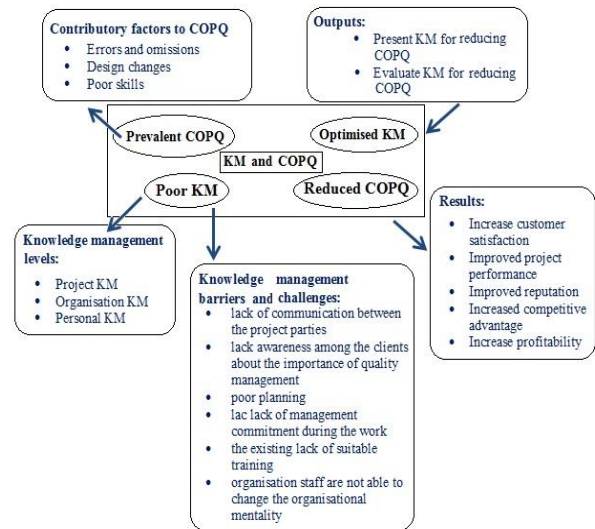 Contributory factors to COPQ
• Errors and omissions
• Design changes
• Poor skills
Outputs:
• Present KM for reducing
COPQ
• Evaluate KM for reducing
COPQ
Prevalent COPQ
Optimised KM
KM and COPQ
Poor KM
Reduced COPQ
Knowledge management
levels:
• Project KM
• Organisation KM
• Personal KM
Knowledge management
barriers and challenges:
• lack of communication between
the project parties
• lack awareness among the clients
about the importance of quality
management
• poor planning
• lac lack of management
commitment during the work
• the existing lack of suitable
training
• organisation staff are not able to
change the organisational
mentality
Results:
• Increase customer
satisfaction
• Improved project
performance
• Improved reputation
• Increased competitive
advantage
• Increase profitability